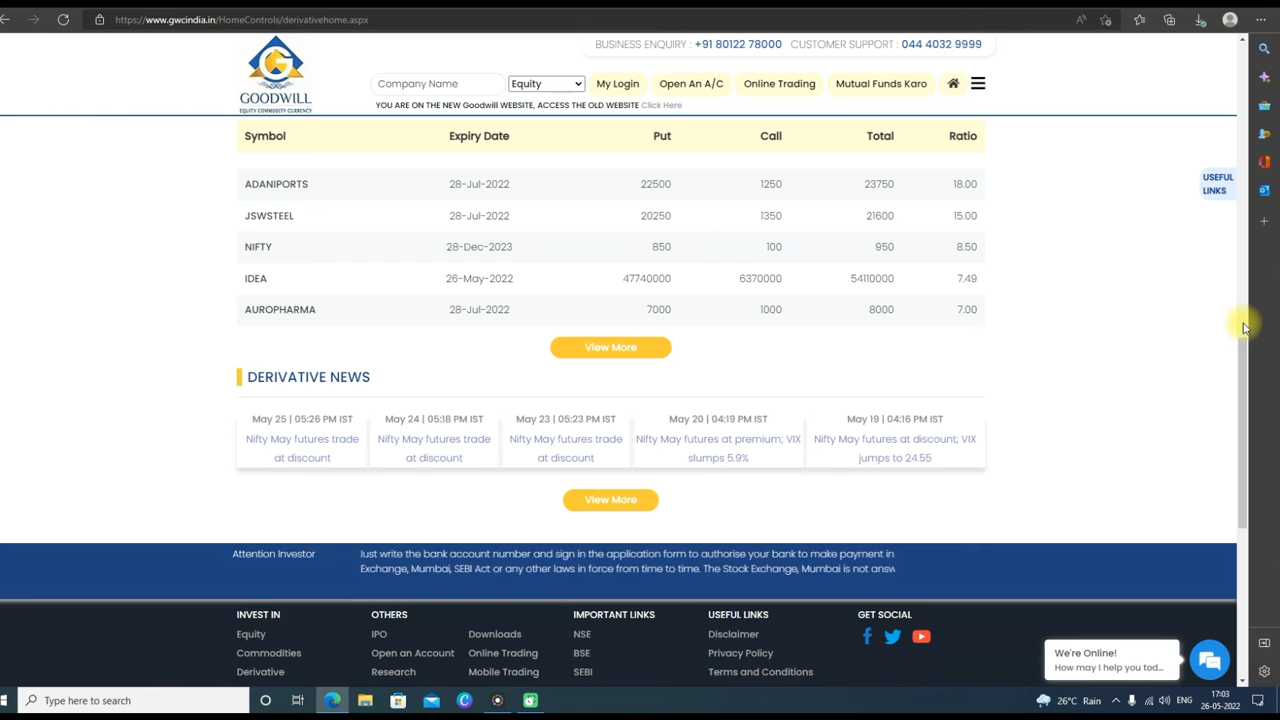 https://www.gwcindia.in/HomeControls/derivativehome.aspx
BUSINESS ENQUIRY : +91 80122 78000 CUSTOMER SUPPORT : 044 4032 9999
GOODWILL
EQUITY COMMODITY CURRENCY
Company Name Equity My Login Open An A/C Online Trading Mutual Funds Karo
YOU ARE ON THE NEW Goodwill WEBSITE, ACCESS THE OLD WEBSITE Click Here
Symbol Expiry Date Put Call Total Ratio
ADANIPORTS 28-Jul-2022 22500 1250 23750 18.00
JSWSTEEL 28-Jul-2022 20250 1350 21600 15.00
NIFTY 28-Dec-2023 850 100 950 8.50
IDEA 26-May-2022 47740000 6370000 54110000 7.49
AUROPHARMA 28-Jul-2022 7000 1000 8000 7.00
USEFUL
LINKS
View More
DERIVATIVE NEWS
May 25 | 05:26 PM IST
Nifty May futures trade
at discount
May 24 | 05:18 PM IST
Nifty May futures trade
at discount
May 23 | 05:23 PM IST
Nifty May futures trade
at discount
May 20 | 04:19 PM IST
Nifty May futures at premium; VIX
slumps 5.9%
May 19 | 04:16 PM IST
Nifty May futures at discount; VIX
jumps to 24.55
View More
Attention Investor
Just write the bank account number and sign in the application form to authorise your bank to make payment in
Exchange, Mumbai, SEBI Act or any other laws in force from time to time. The Stock Exchange, Mumbai is not answ
INVEST IN OTHERS IMPORTANT LINKS USEFUL LINKS GET SOCIAL
Equity IPO Downloads NSE Disclaimer
Commodities Open an Account Online Trading BSE Privacy Policy
Derivative Research Mobile Trading SEBI Terms and Conditions
We're Online!
How may I help you tod...
Type here to search
26°C Rain
ENG
17:03
26-05-2022